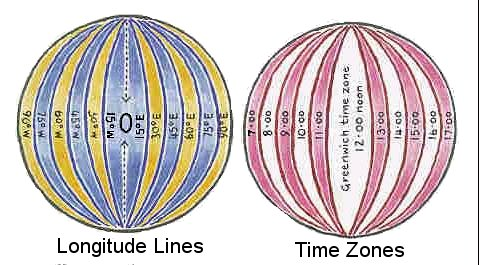 90°W
75°W
60°W
45°W
30°W
15°W
0
15°E
30°E
45°E
60°E
75°E
90°E
Longitude Lines
7.00
8.00
9.00
10.00
11.00
Greenwich time zone
12.00 noon
13.00
14.00
15.00
16.00
17.00
Time Zones